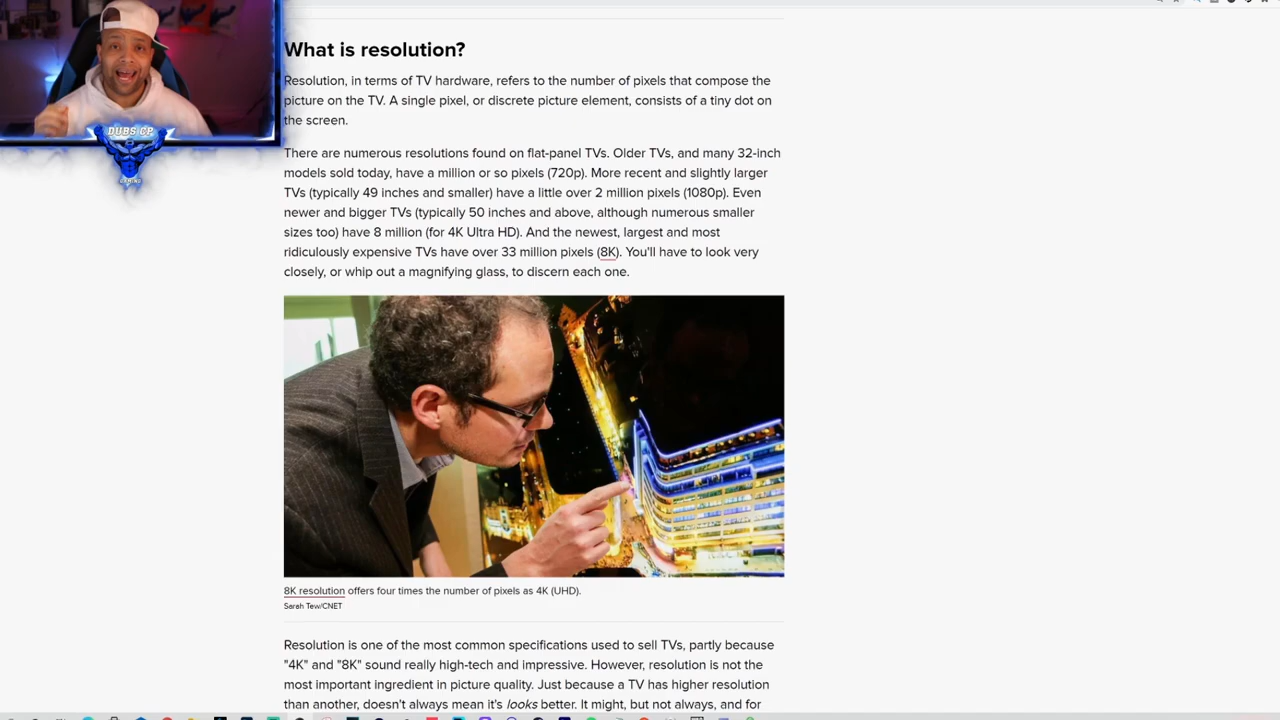 DUBS CP
What is resolution?
Resolution, in terms of TV hardware, refers to the number of pixels that compose the
picture on the TV. A single pixel, or discrete picture element, consists of a tiny dot on
the screen.
There are numerous resolutions found on flat-panel TVs. Older TVs, and many 32-inch
models sold today, have a million or so pixels (720p). More recent and slightly larger
TVs (typically 49 inches and smaller) have a little over 2 million pixels (1080p). Even
newer and bigger TVs (typically 50 inches and above, although numerous smaller
sizes too) have 8 million (for 4K Ultra HD). And the newest, largest and most
ridiculously expensive TVs have over 33 million pixels (8K). You'll have to look very
closely, or whip out a magnifying glass, to discern each one.
8K resolution offers four times the number of pixels as 4K (UHD).
Sarah Tew/CNET
Resolution is one of the most common specifications used to sell TVs, partly because
"4K" and "8K" sound really high-tech and impressive. However, resolution is not the
most important ingredient in picture quality. Just because a TV has higher resolution
than another, doesn't always mean it's looks better. It might, but not always, and for